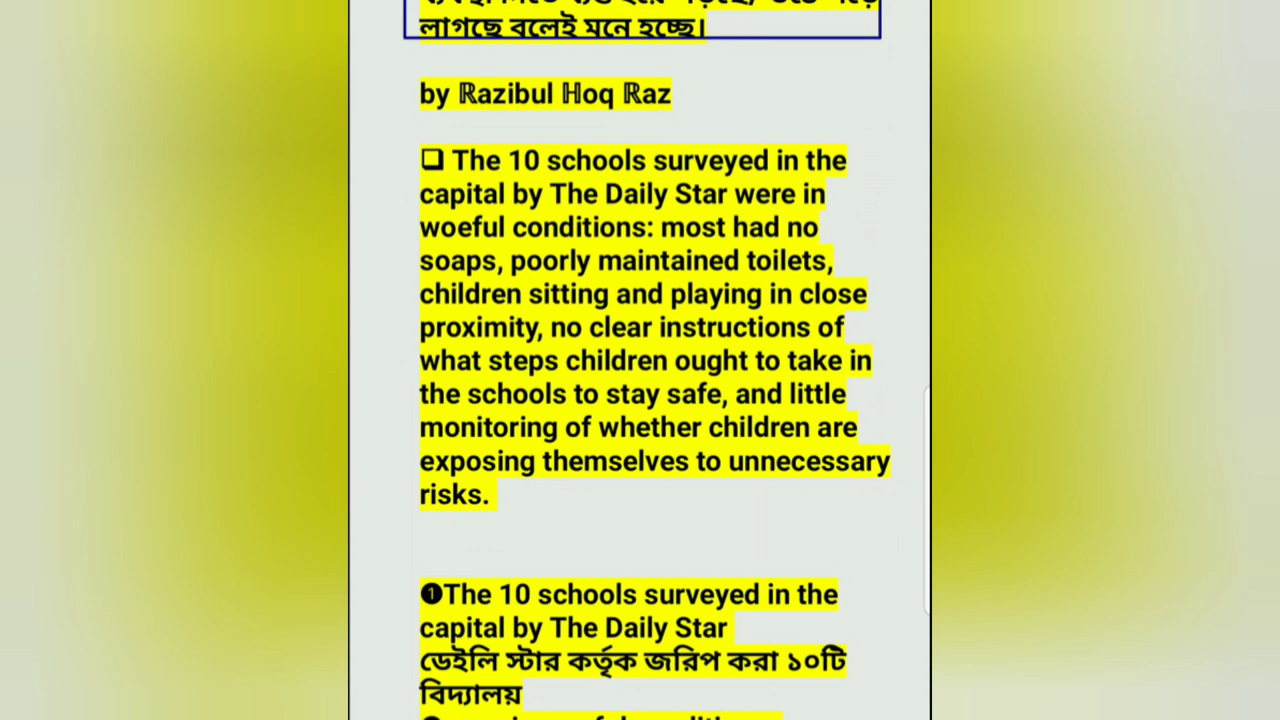 লাগছে বলেই মনে হচ্ছে।
by ℝazibul ℍoq ℝaz
❑ The 10 schools surveyed in the
capital by The Daily Star were in
woeful conditions: most had no
soaps, poorly maintained toilets,
children sitting and playing in close
proximity, no clear instructions of
what steps children ought to take in
the schools to stay safe, and little
monitoring of whether children are
exposing themselves to unnecessary
risks.
❶The 10 schools surveyed in the
capital by The Daily Star
ডেইলি স্টার কর্তৃক জরিপ করা ১০টি
বিদ্যালয়